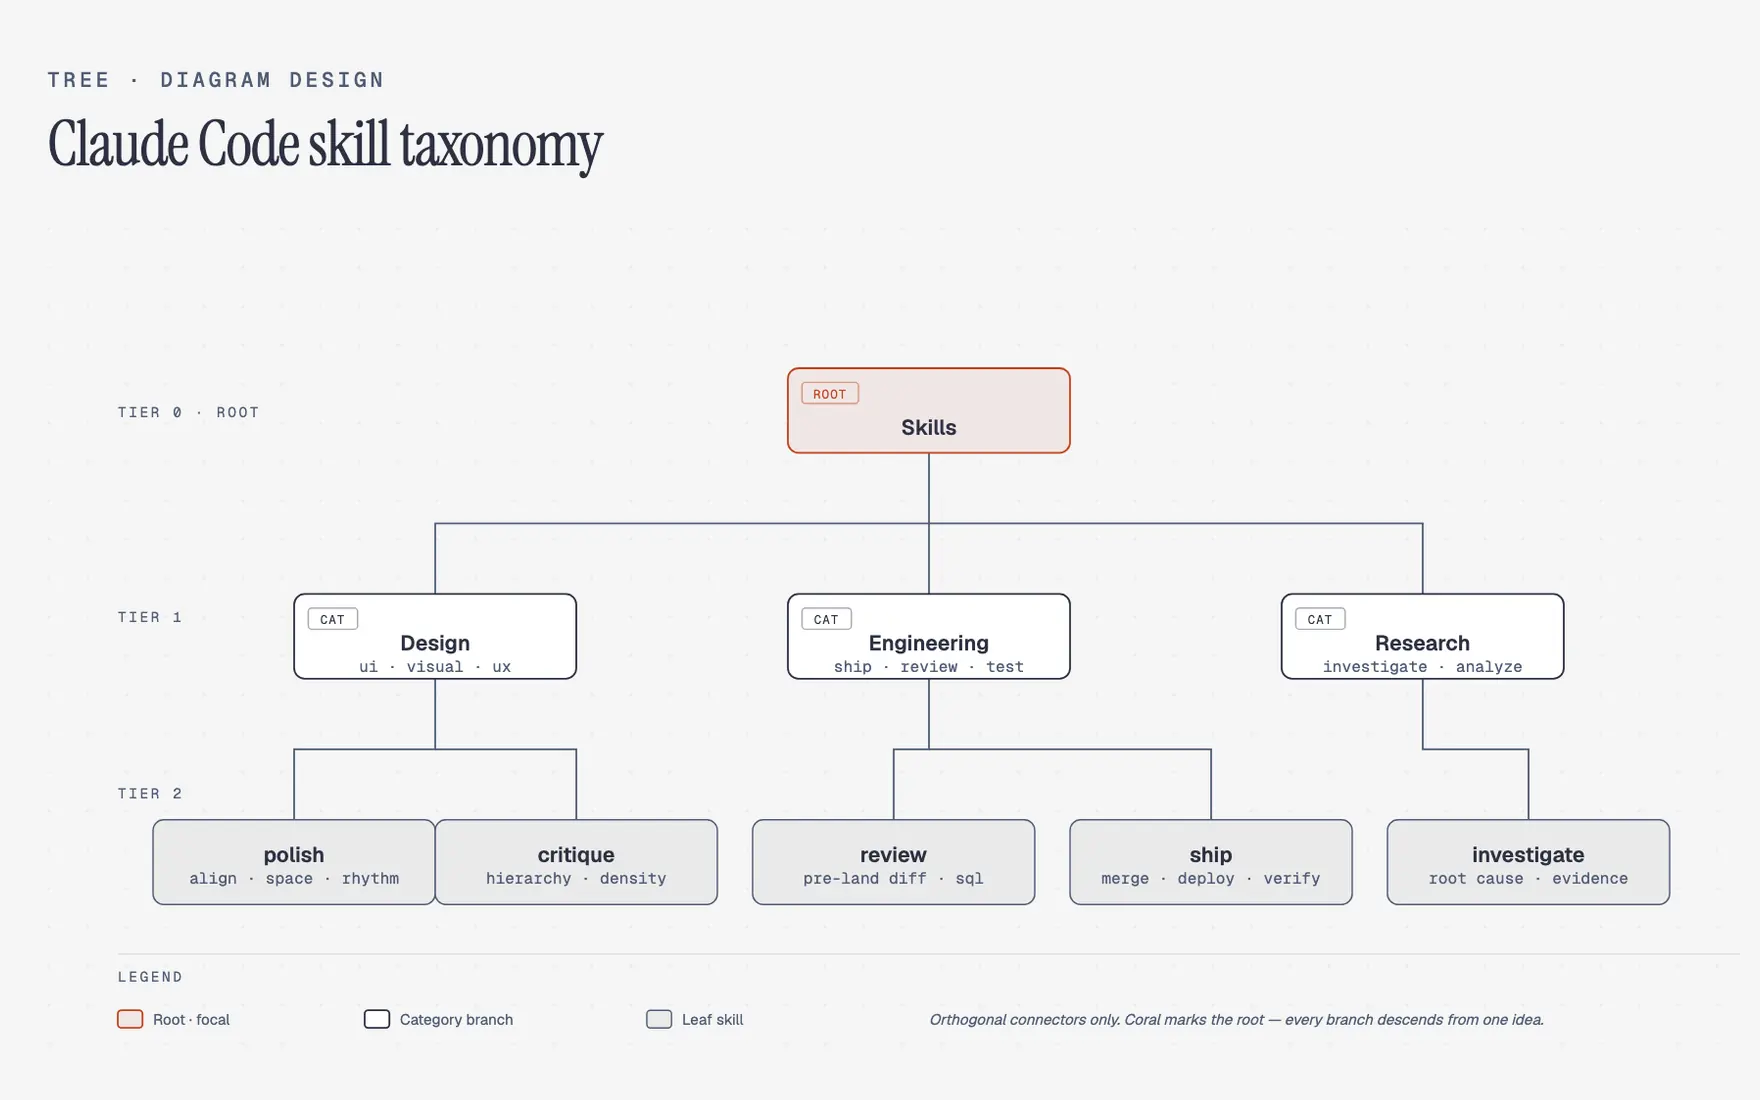 TREE · DIAGRAM DESIGN
Claude Code skill taxonomy
TIER 0 · ROOT
ROOT
Skills
TIER 1
CAT
Design
ui · visual · ux
CAT
Engineering
ship · review · test
CAT
Research
investigate · analyze
TIER 2
polish
align · space · rhythm
critique
hierarchy · density
review
pre-land diff · sql
ship
merge · deploy · verify
investigate
root cause · evidence
LEGEND
Root · focal
Category branch
Leaf skill
Orthogonal connectors only. Coral marks the root — every branch descends from one idea.